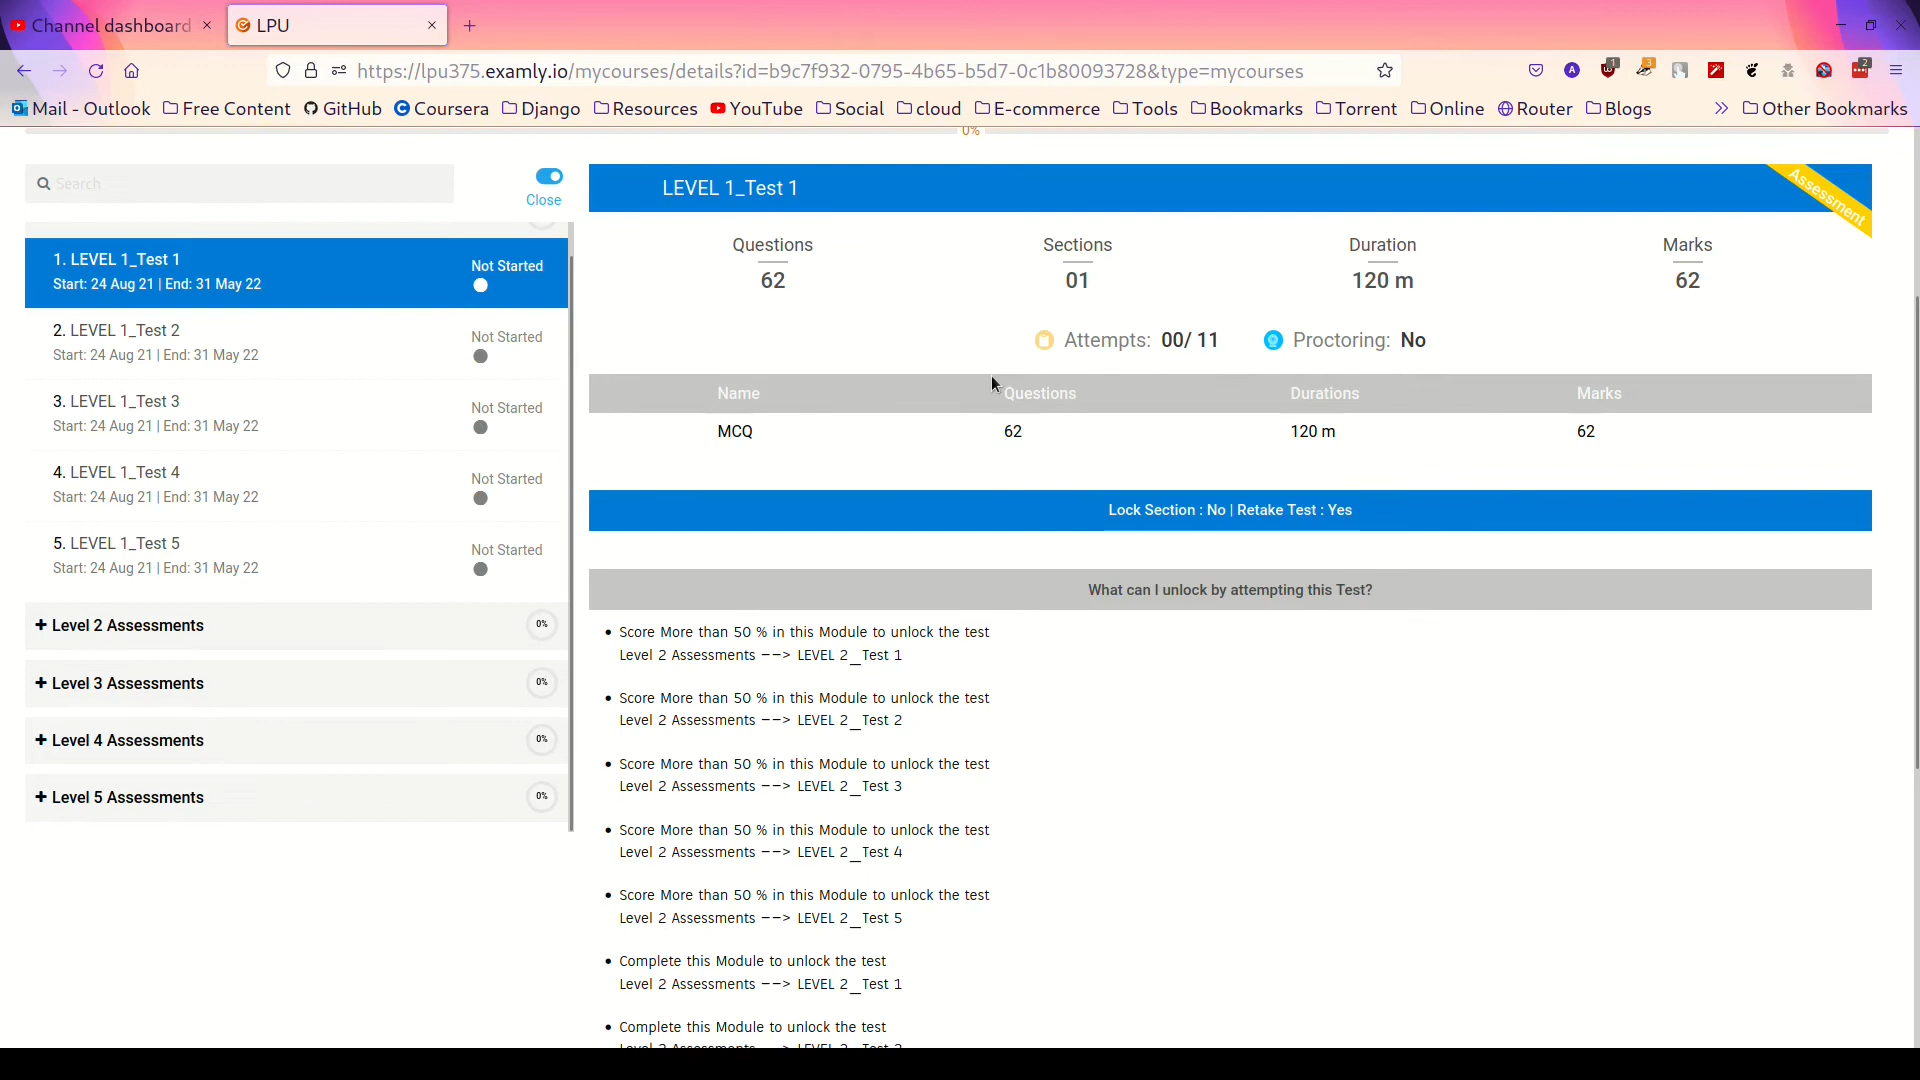 Channel dashboard
LPU
https://lpu375.examly.io/mycourses/details?id=b9c7f932-0795-4b65-b5d7-0c1b80093728&type=mycourses
1
3
2
Mail - Outlook
Free Content
GitHub
Coursera
Django
Resources
YouTube
Social
cloud
E-commerce
Tools
Bookmarks
Torrent
Online
Router
Blogs
Other Bookmarks
0%
Search
Close
1. LEVEL 1_Test 1
Not Started
Start: 24 Aug 21 | End: 31 May 22
2. LEVEL 1_Test 2
Not Started
Start: 24 Aug 21 | End: 31 May 22
3. LEVEL 1_Test 3
Not Started
Start: 24 Aug 21 | End: 31 May 22
4. LEVEL 1_Test 4
Not Started
Start: 24 Aug 21 | End: 31 May 22
5. LEVEL 1_Test 5
Not Started
Start: 24 Aug 21 | End: 31 May 22
+ Level 2 Assessments
0%
+ Level 3 Assessments
0%
+ Level 4 Assessments
0%
+ Level 5 Assessments
0%
LEVEL 1_Test 1
Assessment
Questions
62
Sections
01
Duration
120 m
Marks
62
Attempts: 00/ 11
Proctoring: No
Name Questions Durations Marks
MCQ 62 120 m 62
Lock Section : No | Retake Test : Yes
What can I unlock by attempting this Test?
• Score More than 50 % in this Module to unlock the test
Level 2 Assessments --> LEVEL 2_Test 1
• Score More than 50 % in this Module to unlock the test
Level 2 Assessments --> LEVEL 2_Test 2
• Score More than 50 % in this Module to unlock the test
Level 2 Assessments --> LEVEL 2_Test 3
• Score More than 50 % in this Module to unlock the test
Level 2 Assessments --> LEVEL 2_Test 4
• Score More than 50 % in this Module to unlock the test
Level 2 Assessments --> LEVEL 2_Test 5
• Complete this Module to unlock the test
Level 2 Assessments --> LEVEL 2_Test 1
• Complete this Module to unlock the test
Level 2 Assessments --> LEVEL 2_Test 2